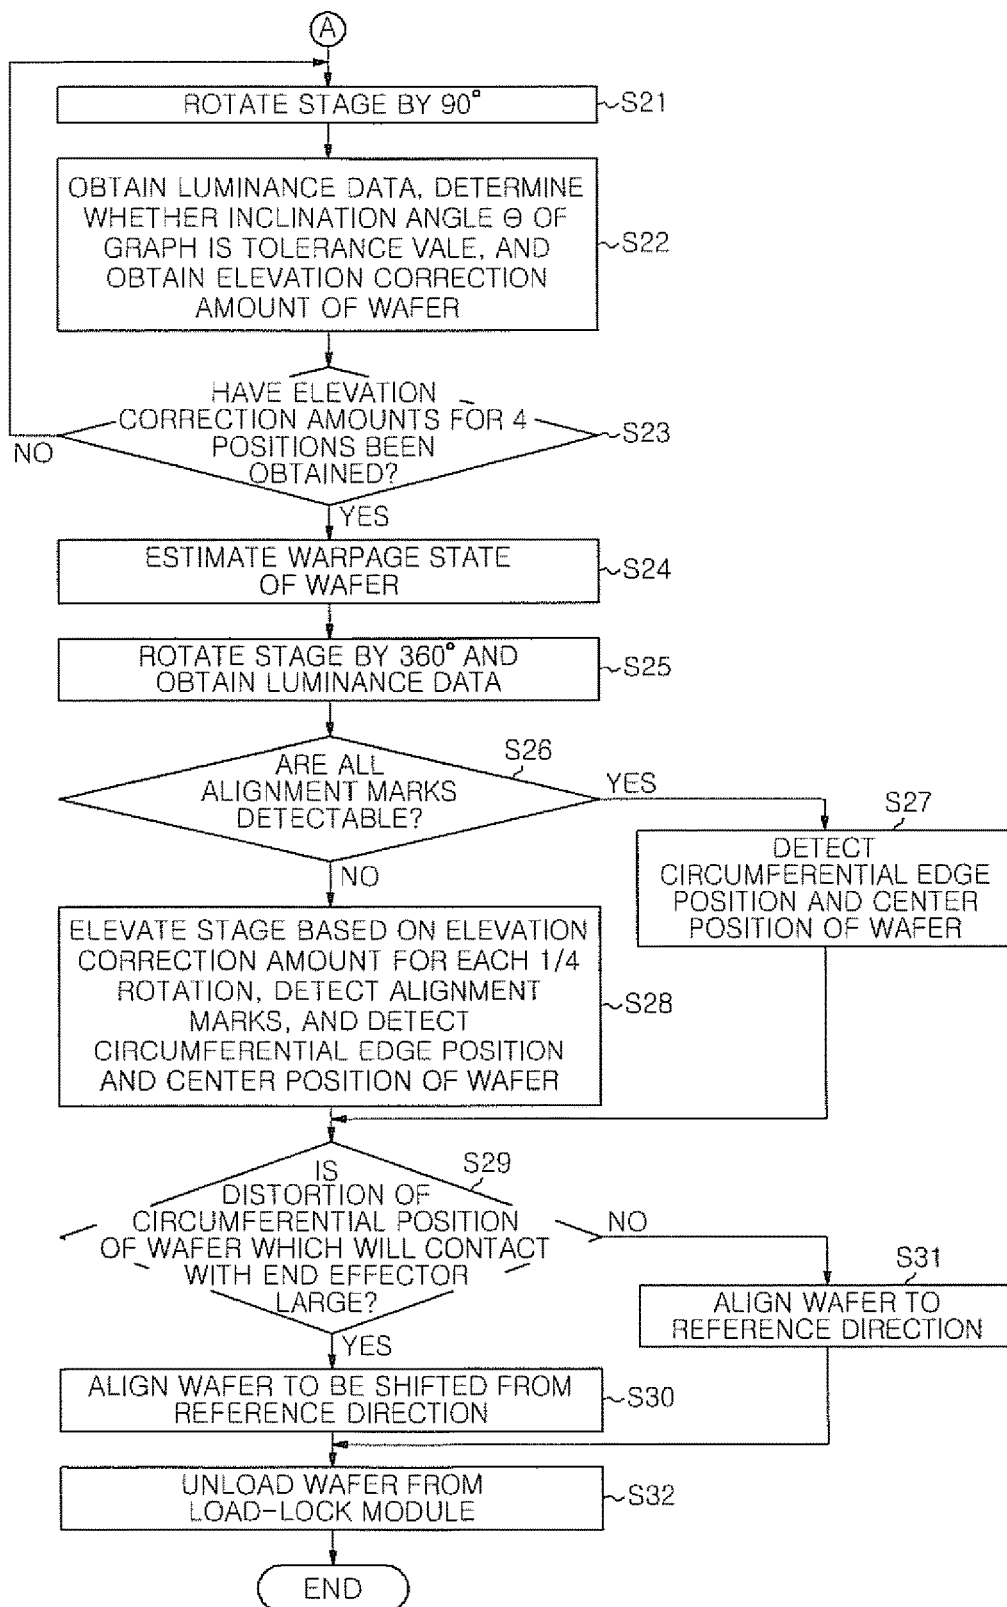 A
ROTATE STAGE BY 90°
S21
OBTAIN LUMINANCE DATA, DETERMINE
WHETHER INCLINATION ANGLE Θ OF
GRAPH IS TOLERANCE VALE, AND
OBTAIN ELEVATION CORRECTION
AMOUNT OF WAFER
S22
HAVE ELEVATION
CORRECTION AMOUNTS FOR 4
POSITIONS BEEN
OBTAINED?
S23
NO
YES
ESTIMATE WARPAGE STATE
OF WAFER
S24
ROTATE STAGE BY 360° AND
OBTAIN LUMINANCE DATA
S25
S26
ARE ALL
ALIGNMENT MARKS
DETECTABLE?
YES
NO
S27
DETECT
CIRCUMFERENTIAL EDGE
POSITION AND CENTER
POSITION OF WAFER
ELEVATE STAGE BASED ON ELEVATION
CORRECTION AMOUNT FOR EACH 1/4
ROTATION, DETECT ALIGNMENT
MARKS, AND DETECT
CIRCUMFERENTIAL EDGE POSITION
AND CENTER POSITION OF WAFER
S28
S29
IS
DISTORTION OF
CIRCUMFERENTIAL POSITION
OF WAFER WHICH WILL CONTACT
WITH END EFFECTOR
LARGE?
NO
YES
S31
ALIGN WAFER TO
REFERENCE DIRECTION
ALIGN WAFER TO BE SHIFTED FROM
REFERENCE DIRECTION
S30
UNLOAD WAFER FROM
LOAD-LOCK MODULE
S32
END